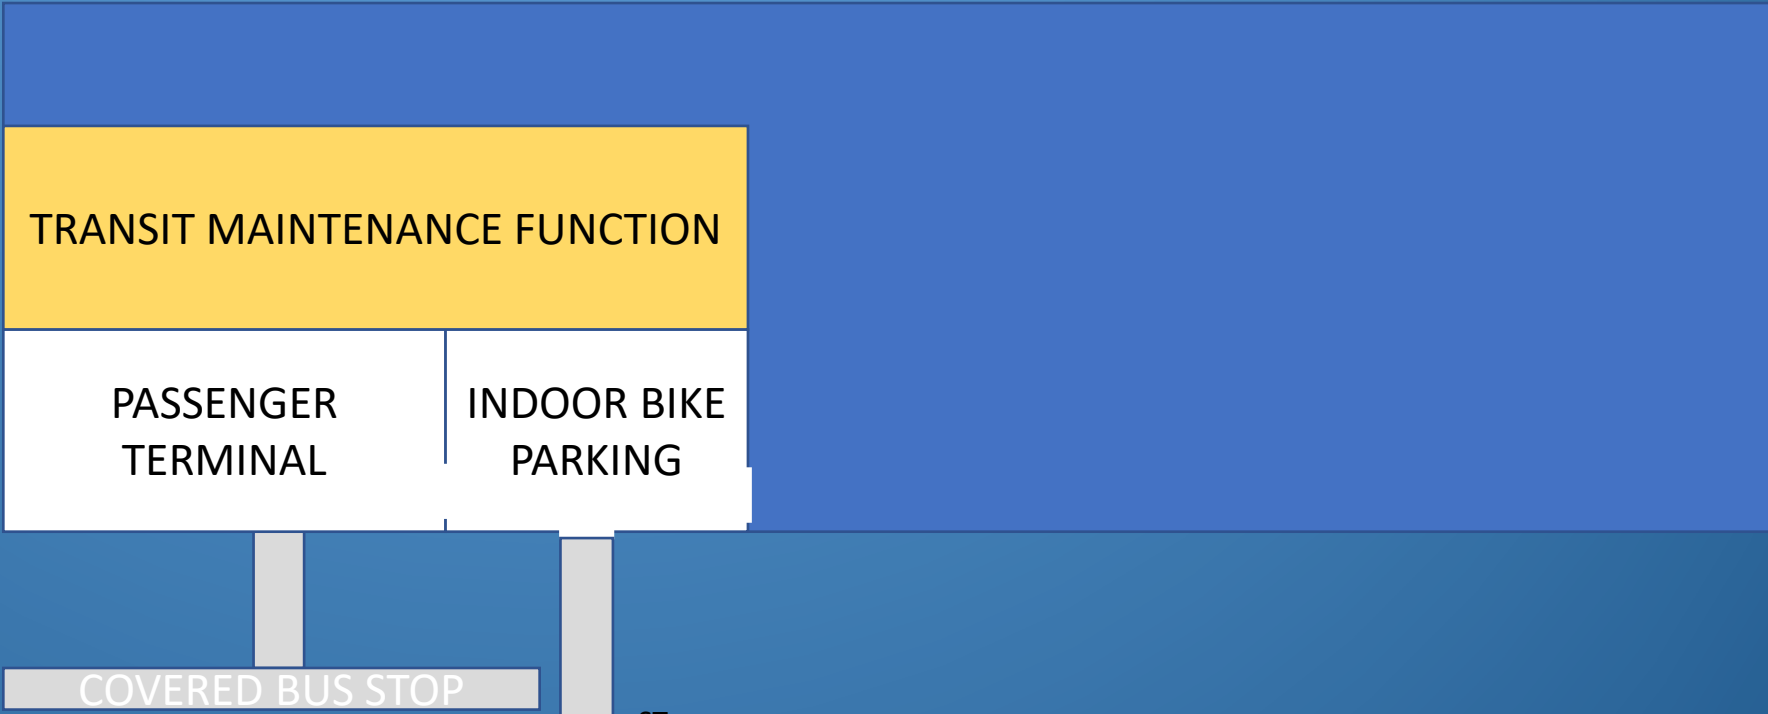 TRANSIT MAINTENANCE FUNCTION
PASSENGER
TERMINAL
INDOOR BIKE
PARKING
COVERED BUS STOP